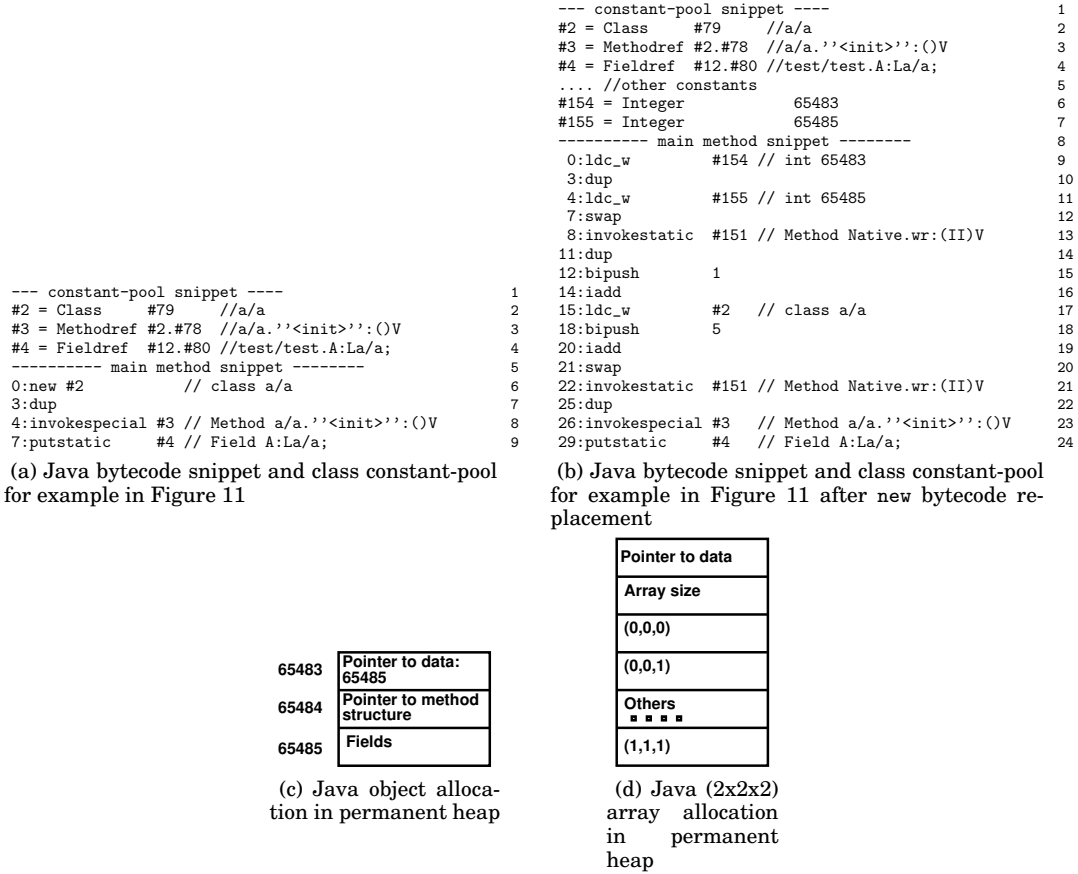 --- constant-pool snippet ---- 1
#2 = Class #79 //a/a 2
#3 = Methodref #2.#78 //a/a.''<init>'':()V 3
#4 = Fieldref #12.#80 //test/test.A:La/a; 4
---------- main method snippet -------- 5
0:new #2 // class a/a 6
3:dup 7
4:invokespecial #3 // Method a/a.''<init>'':()V 8
7:putstatic #4 // Field A:La/a; 9
(a) Java bytecode snippet and class constant-pool
for example in Figure 11
--- constant-pool snippet ---- 1
#2 = Class #79 //a/a 2
#3 = Methodref #2.#78 //a/a.''<init>'':()V 3
#4 = Fieldref #12.#80 //test/test.A:La/a; 4
.... //other constants 5
#154 = Integer 65483 6
#155 = Integer 65485 7
---------- main method snippet -------- 8
0:ldc_w #154 // int 65483 9
3:dup 10
4:ldc_w #155 // int 65485 11
7:swap 12
8:invokestatic #151 // Method Native.wr:(II)V 13
11:dup 14
12:bipush 1 15
14:iadd 16
15:ldc_w #2 // class a/a 17
18:bipush 5 18
20:iadd 19
21:swap 20
22:invokestatic #151 // Method Native.wr:(II)V 21
25:dup 22
26:invokespecial #3 // Method a/a.''<init>'':()V 23
29:putstatic #4 // Field A:La/a; 24
(b) Java bytecode snippet and class constant-pool
for example in Figure 11 after new bytecode re-
placement
65483 Pointer to data:
65485
65484 Pointer to method
structure
65485 Fields
(c) Java object alloca-
tion in permanent heap
Pointer to data
Array size
(0,0,0)
(0,0,1)
Others
(1,1,1)
(d) Java (2x2x2)
array allocation
in permanent
heap